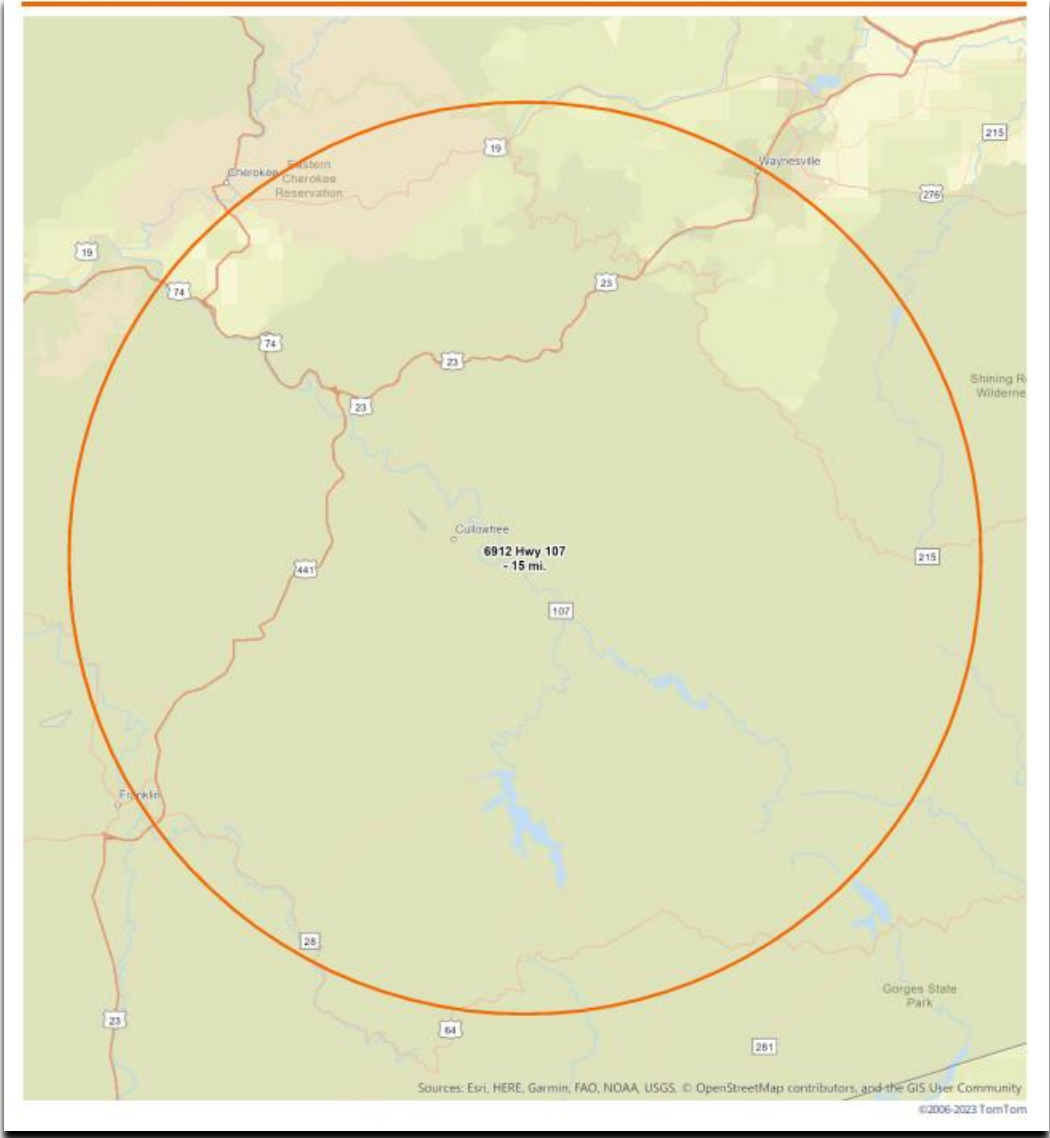 215
19
Waynesville
Eastern
Cherokee
Cherokee
Reservation
276
19
23
74
74
23
Shining R
Wilderne
23
Cullowhee
6912 Hwy 107
- 15 mi.
215
441
107
Franklin
28
Gorges State
Park
23
64
281
Sources: Esri, HERE, Garmin, FAO, NOAA, USGS, © OpenStreetMap contributors, and the GIS User Community
©2006-2023 TomTom